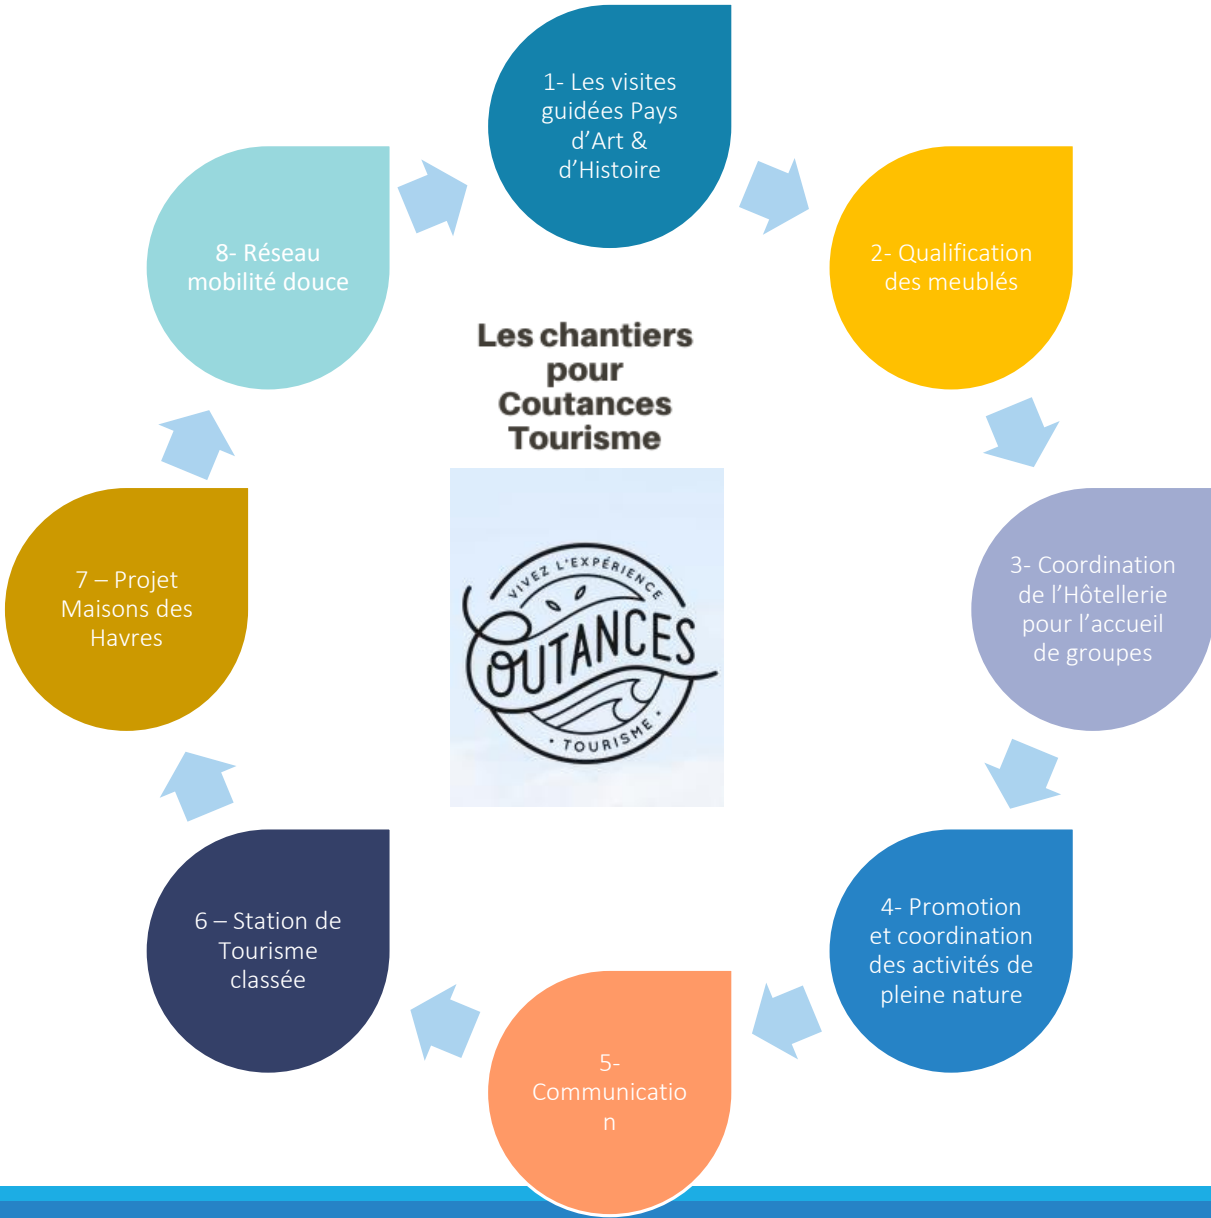 1- Les visites
guidées Pays
d’Art &
d’Histoire
2- Qualification
des meublés
3- Coordination
de l’Hôtellerie
pour l’accueil
de groupes
4- Promotion
et coordination
des activités de
pleine nature
5-
Communicatio
n
6 – Station de
Tourisme
classée
7 – Projet
Maisons des
Havres
8- Réseau
mobilité douce
Les chantiers
pour
Coutances
Tourisme
VIVEZ L'EXPÉRIENCE
COUTANCES
• TOURISME •